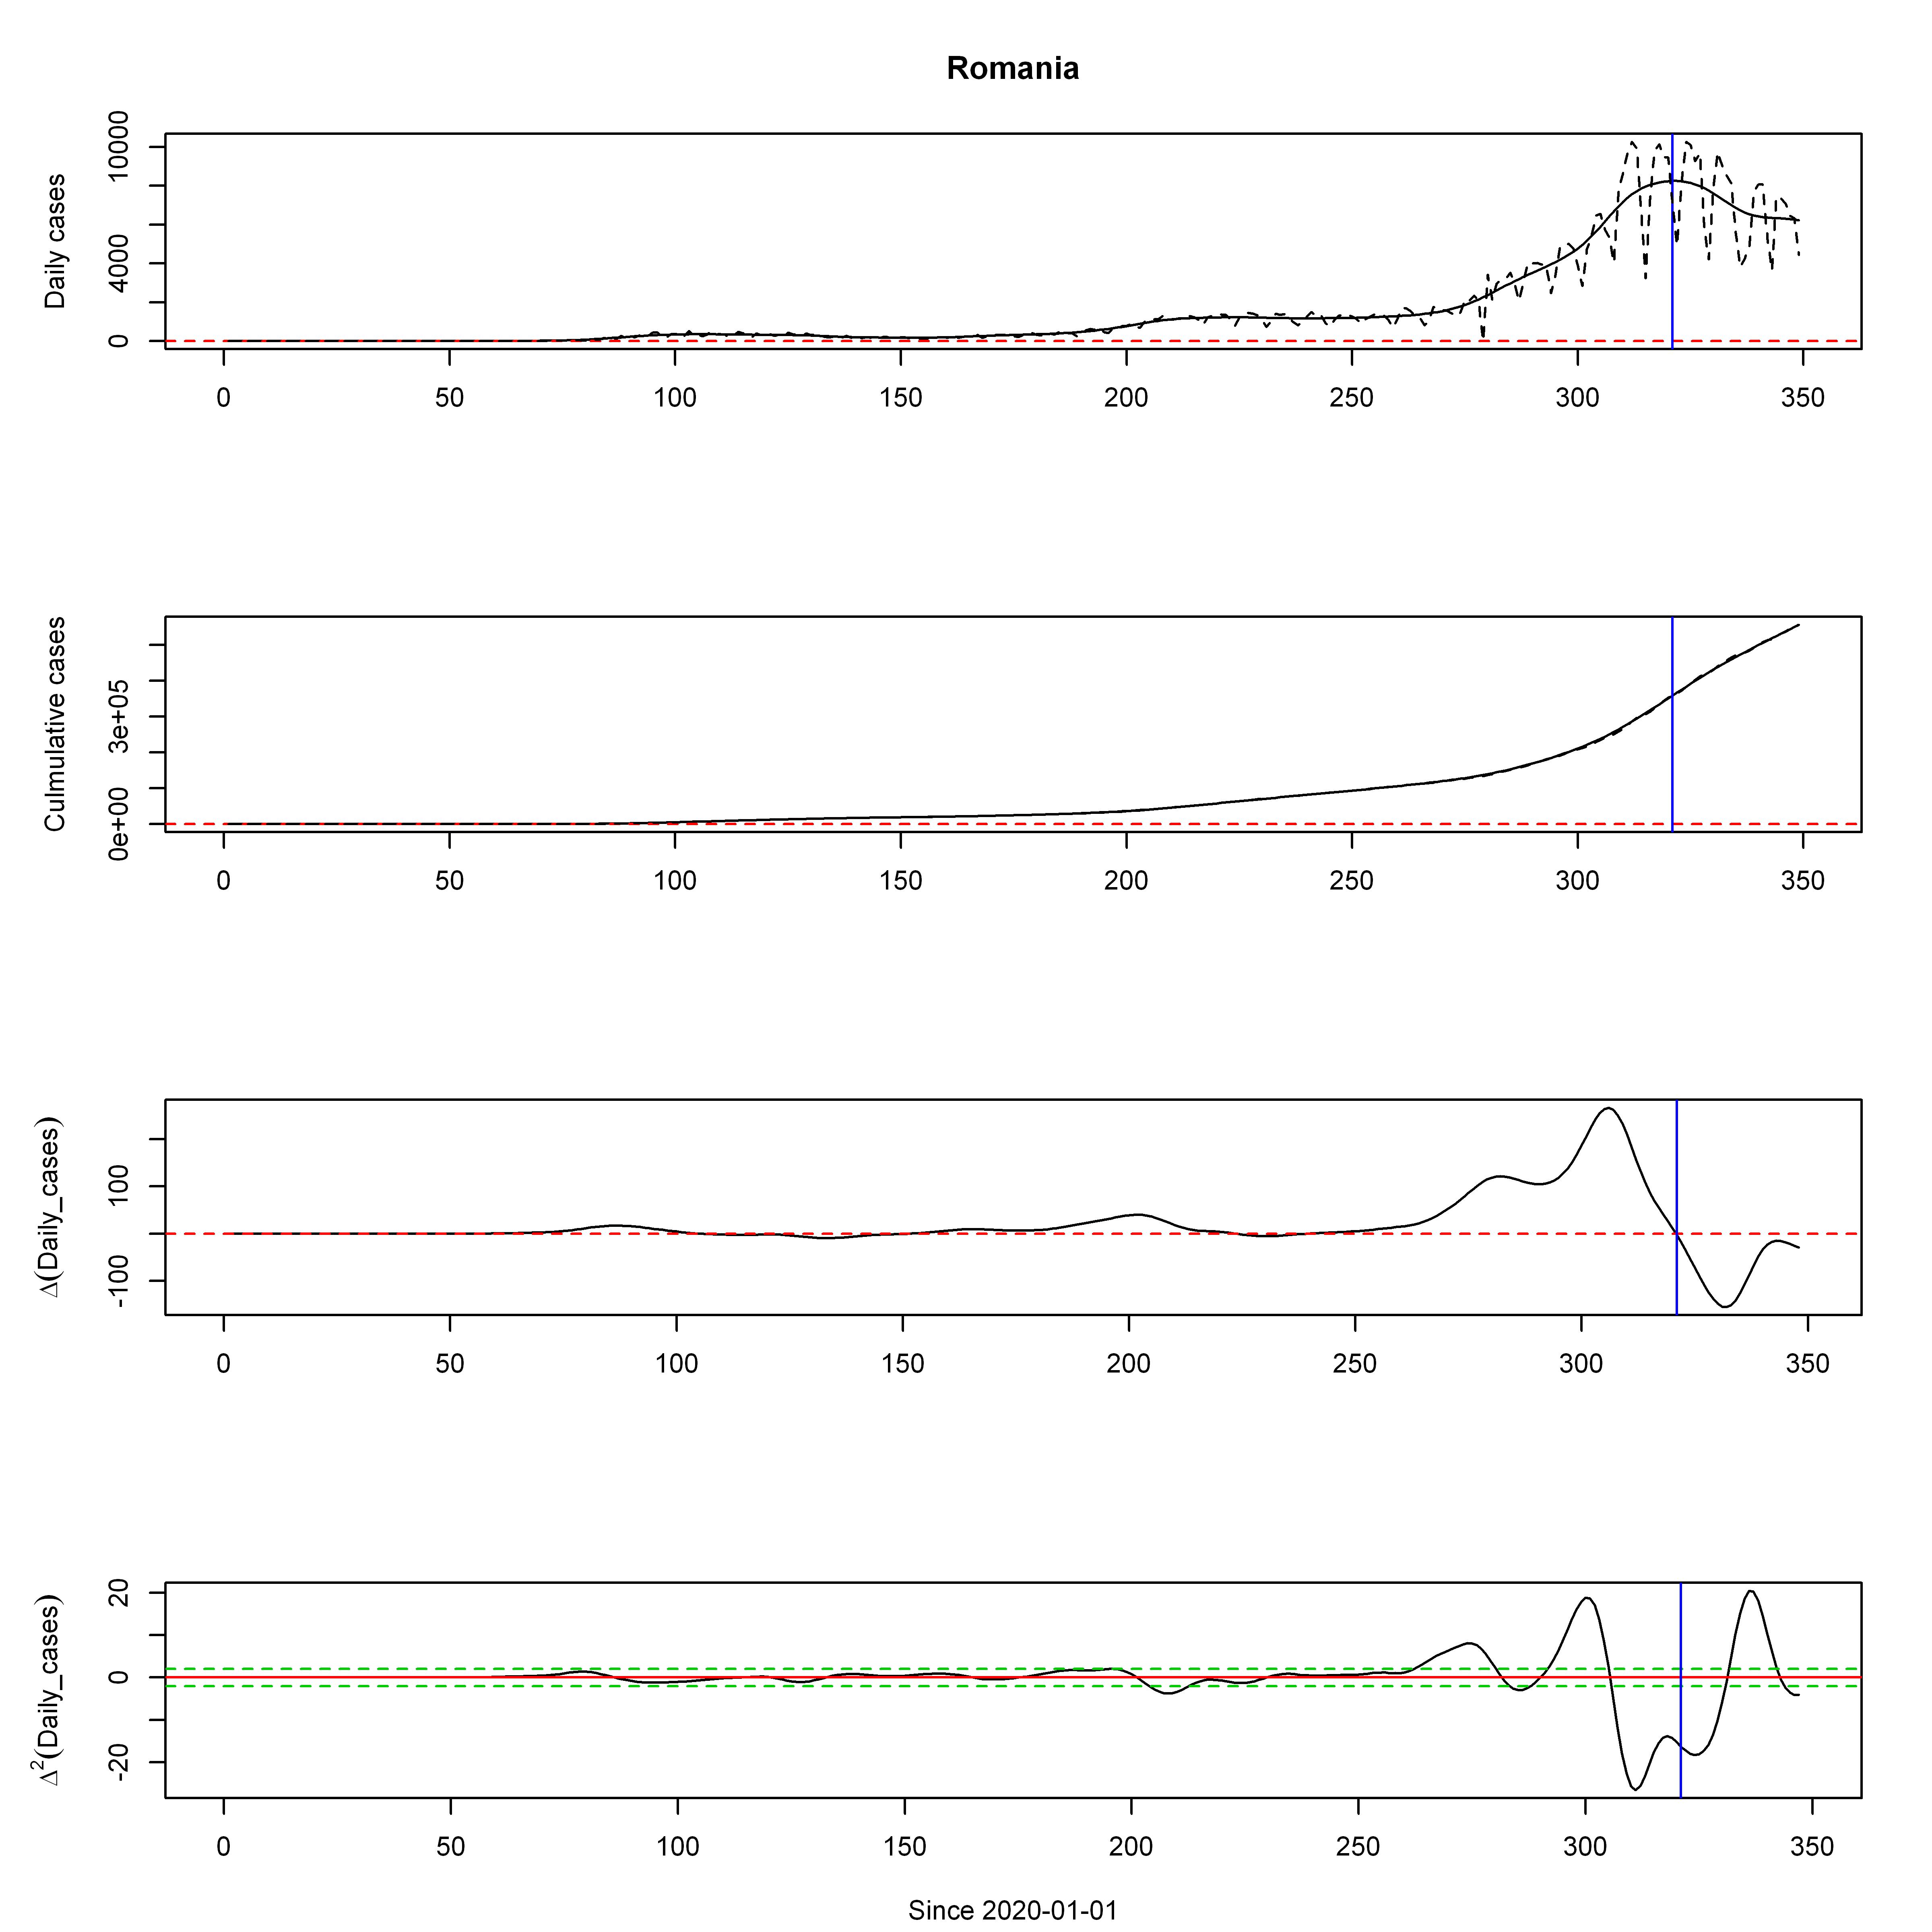 Romania
Daily cases
10000
4000
0
0 50 100 150 200 250 300 350
Culmulative cases
3e+05
0e+00
0 50 100 150 200 250 300 350
Δ(Daily_cases)
100
-100
0 50 100 150 200 250 300 350
Δ²(Daily_cases)
20
0
-20
0 50 100 150 200 250 300 350
Since 2020-01-01